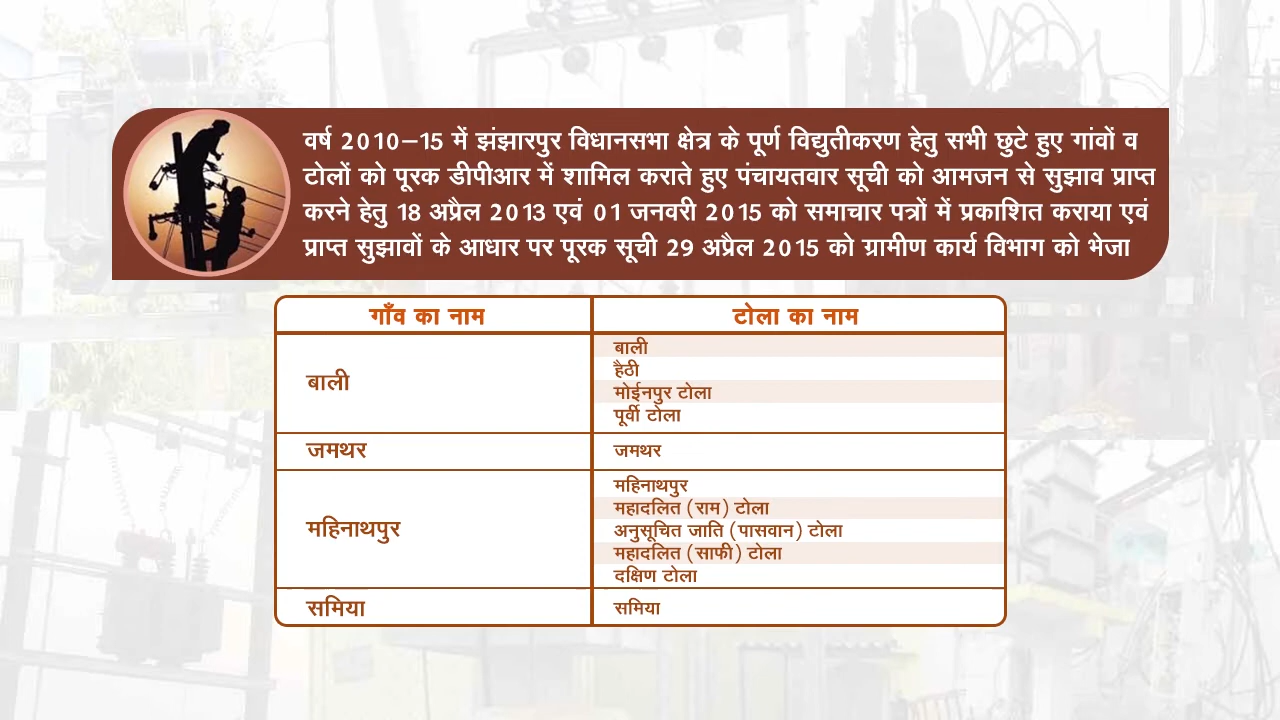 वर्ष 2010–15 में झंझारपुर विधानसभा क्षेत्र के पूर्ण विद्युतीकरण हेतु सभी छुटे हुए गांवों व
टोलों को पूरक डीपीआर में शामिल कराते हुए पंचायतवार सूची को आमजन से सुझाव प्राप्त
करने हेतु 18 अप्रैल 2013 एवं 01 जनवरी 2015 को समाचार पत्रों में प्रकाशित कराया एवं
प्राप्त सुझावों के आधार पर पूरक सूची 29 अप्रैल 2015 को ग्रामीण कार्य विभाग को भेजा
गाँव का नाम टोला का नाम
बाली
बाली
हैठी
मोईनपुर टोला
पूर्वी टोला
जमथर जमथर
महिनाथपुर
महिनाथपुर
महादलित (राम) टोला
अनुसूचित जाति (पासवान) टोला
महादलित (साफी) टोला
दक्षिण टोला
समिया समिया